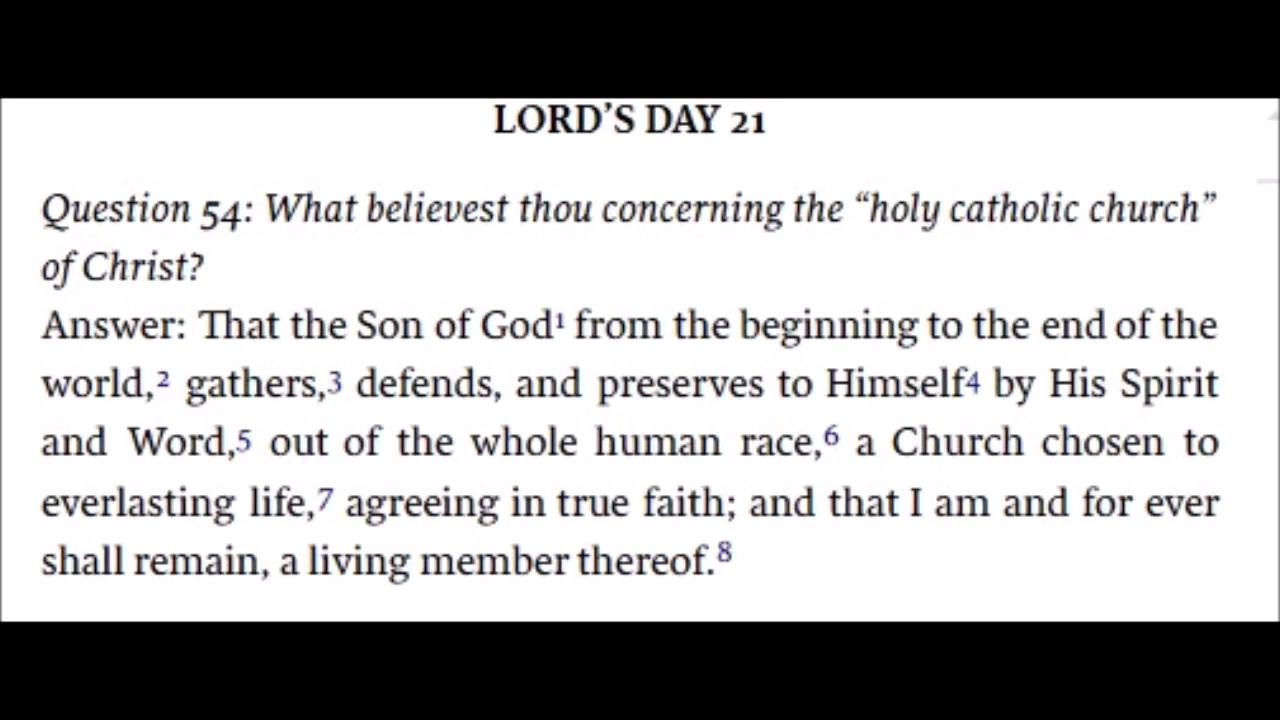 LORD’S DAY 21
Question 54: What believest thou concerning the “holy catholic church”
of Christ?
Answer: That the Son of God¹ from the beginning to the end of the
world,² gathers,³ defends, and preserves to Himself⁴ by His Spirit
and Word,⁵ out of the whole human race,⁶ a Church chosen to
everlasting life,⁷ agreeing in true faith; and that I am and for ever
shall remain, a living member thereof.⁸